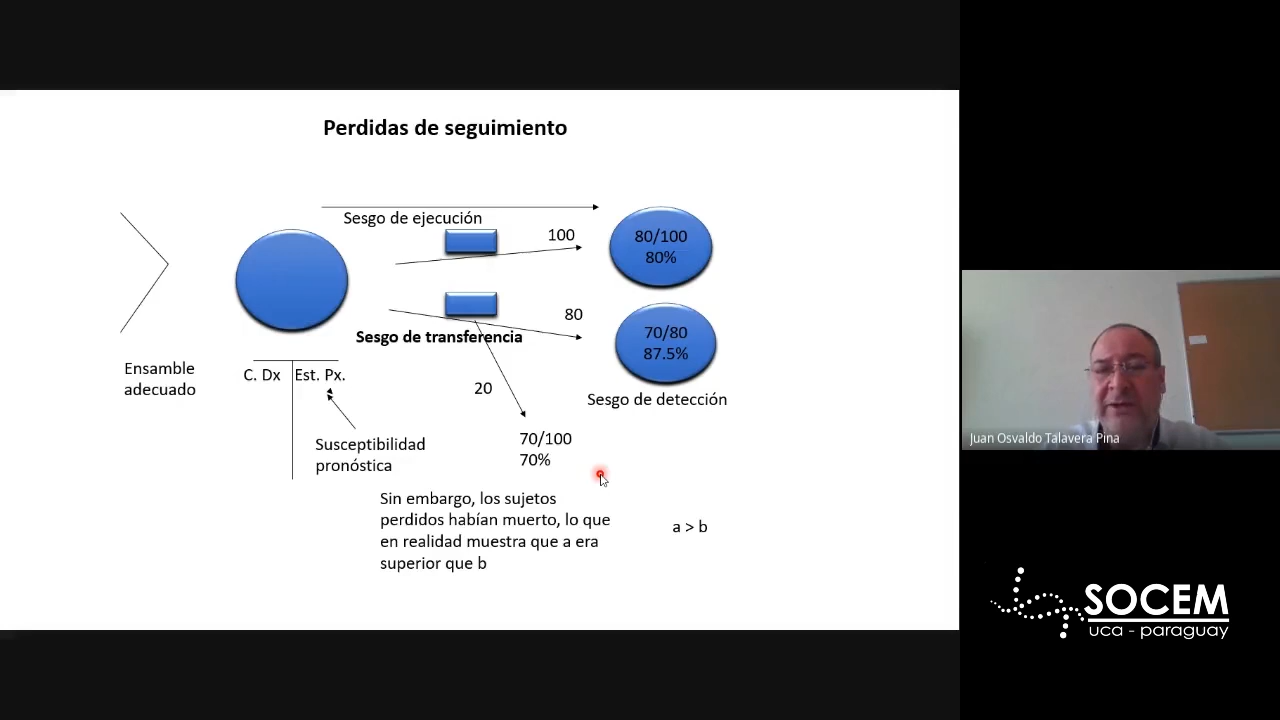 Perdidas de seguimiento
Sesgo de ejecución
100
80/100
80%
80
70/80
87.5%
Sesgo de transferencia
Ensamble
adecuado
C. Dx
Est. Px.
20
Sesgo de detección
Susceptibilidad
pronóstica
70/100
70%
Sin embargo, los sujetos
perdidos habían muerto, lo que
en realidad muestra que a era
superior que b
a > b
Juan Osvaldo Talavera Pina
SOCEM
uca - paraguay